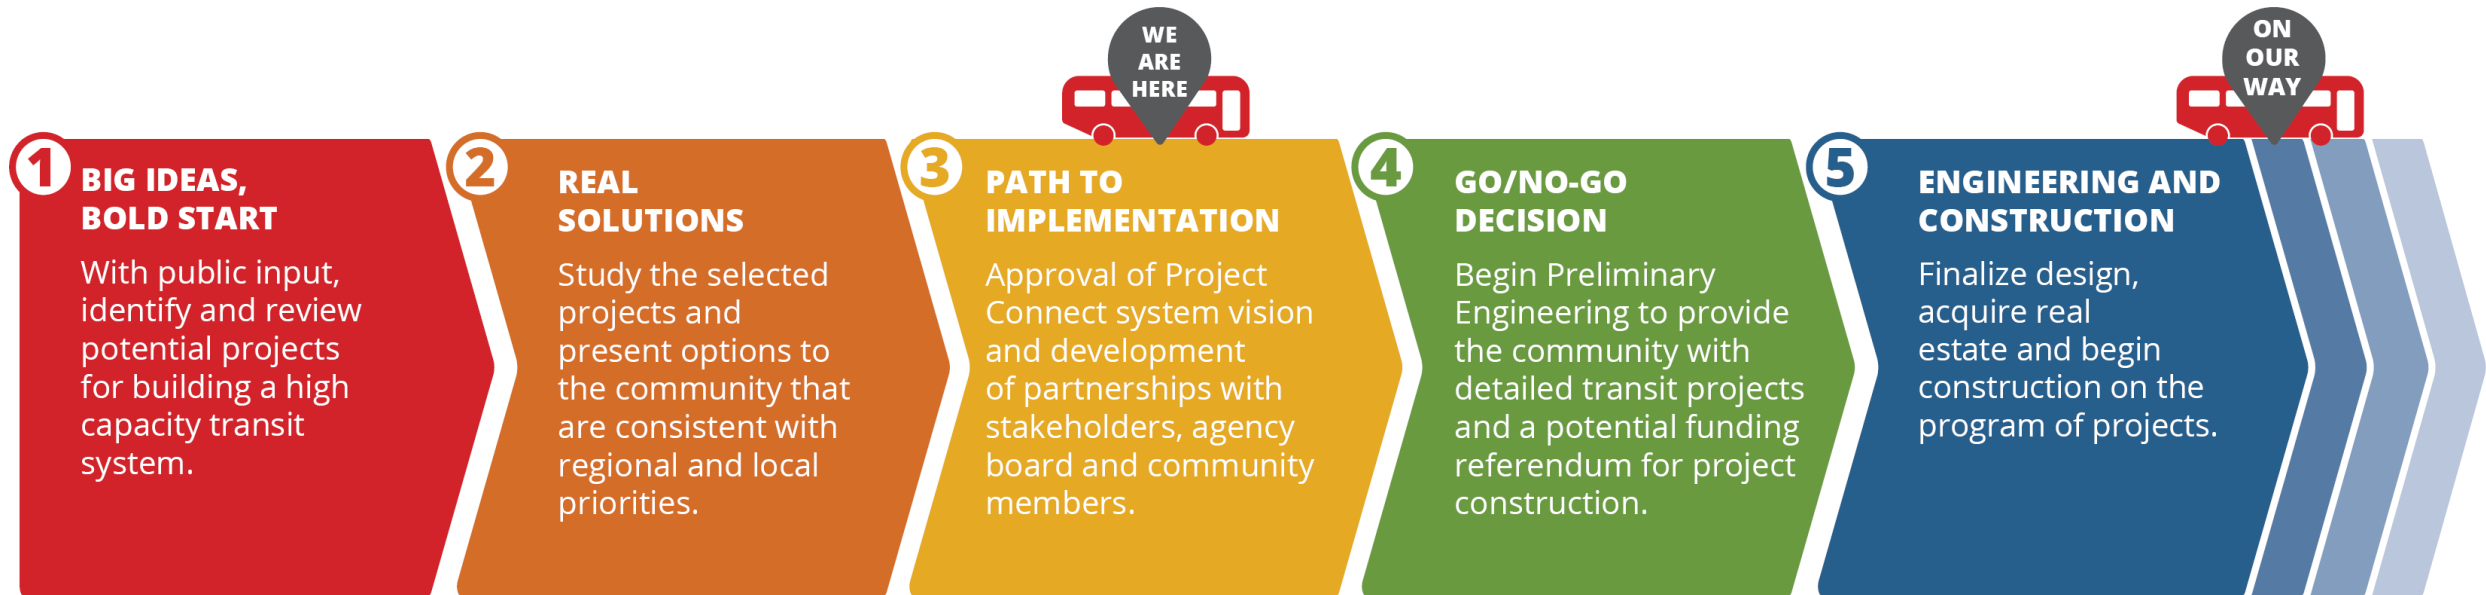 WE
ARE
HERE
ON
OUR
WAY
1
BIG IDEAS,
BOLD START
With public input,
identify and review
potential projects
for building a high
capacity transit
system.
2
REAL
SOLUTIONS
Study the selected
projects and
present options to
the community that
are consistent with
regional and local
priorities.
3
PATH TO
IMPLEMENTATION
Approval of Project
Connect system vision
and development
of partnerships with
stakeholders, agency
board and community
members.
4
GO/NO-GO
DECISION
Begin Preliminary
Engineering to provide
the community with
detailed transit projects
and a potential funding
referendum for project
construction.
5
ENGINEERING AND
CONSTRUCTION
Finalize design,
acquire real
estate and begin
construction on the
program of projects.